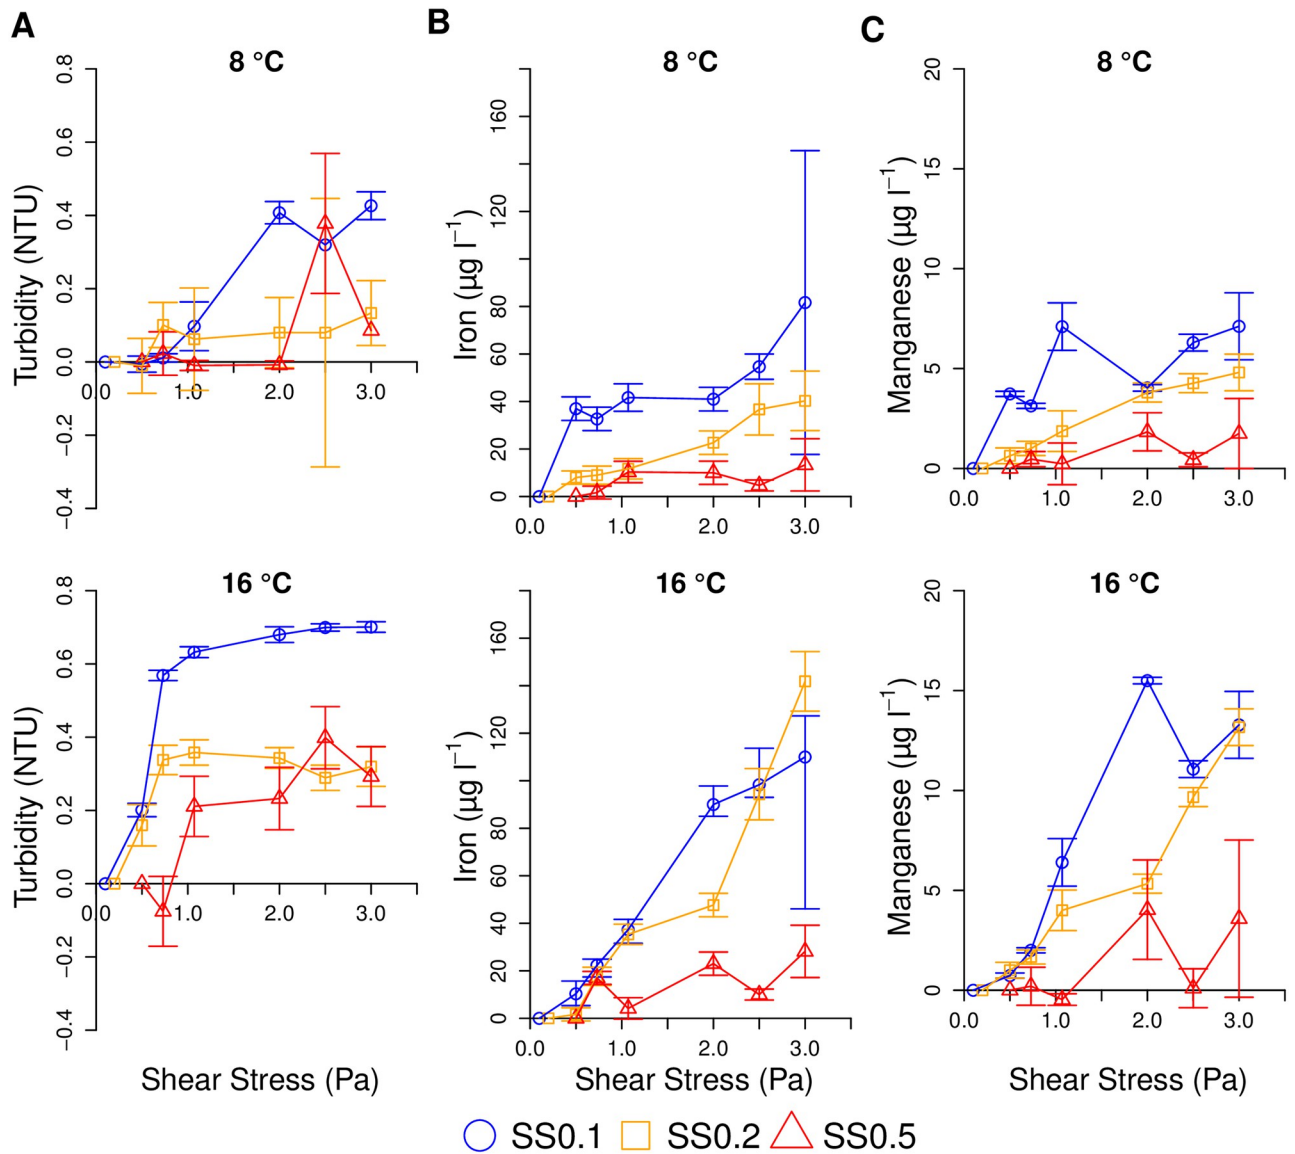 A
8 °C
Turbidity (NTU)
0.8
0.6
0.4
0.2
0.0
−0.2
−0.4
0.0 1.0 2.0 3.0
B
8 °C
Iron (µg l−1)
160
120
80
60
40
20
0
0.0 1.0 2.0 3.0
C
8 °C
Manganese (µg l−1)
20
15
10
5
0
0.0 1.0 2.0 3.0
16 °C
Turbidity (NTU)
0.8
0.6
0.4
0.2
0.0
−0.2
−0.4
0.0 1.0 2.0 3.0
Shear Stress (Pa)
16 °C
Iron (µg l−1)
160
120
80
60
40
20
0
0.0 1.0 2.0 3.0
Shear Stress (Pa)
16 °C
Manganese (µg l−1)
20
15
10
5
0
0.0 1.0 2.0 3.0
Shear Stress (Pa)
SS0.1 SS0.2 SS0.5